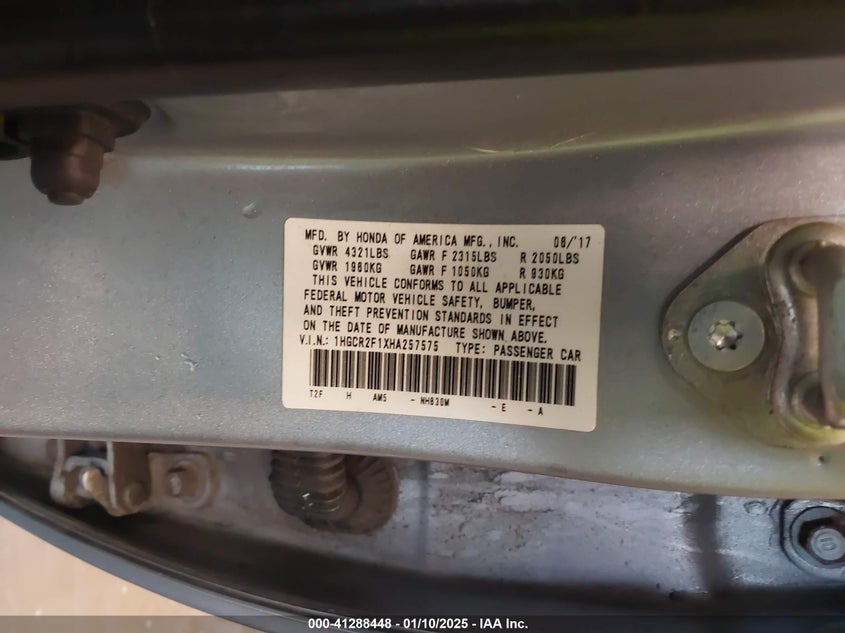 MFD. BY HONDA OF AMERICA MFG., INC. 08/'17
GVWR 4321LBS GAWR F 2315LBS R 2050LBS
GVWR 1960KG GAWR F 1050KG R 930KG
THIS VEHICLE CONFORMS TO ALL APPLICABLE
FEDERAL MOTOR VEHICLE SAFETY, BUMPER,
AND THEFT PREVENTION STANDARDS IN EFFECT
ON THE DATE OF MANUFACTURE SHOWN ABOVE.
V.I.N.: 1HGCR2F1XHA257575 TYPE: PASSENGER CAR
T2F H AM5 - NH830M - E - A
000-41288448 - 01/10/2025 - IAA Inc.